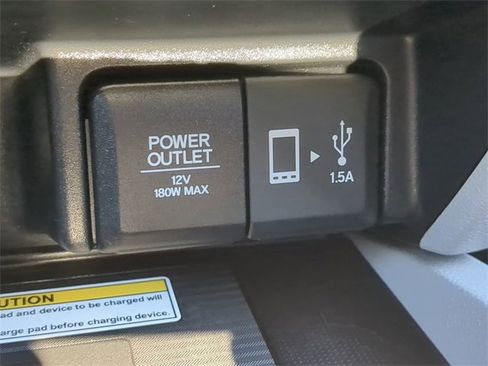 POWER
OUTLET
12V
180W MAX
1.5A
UTION
ad and device to be charged will
arge pad before charging device.